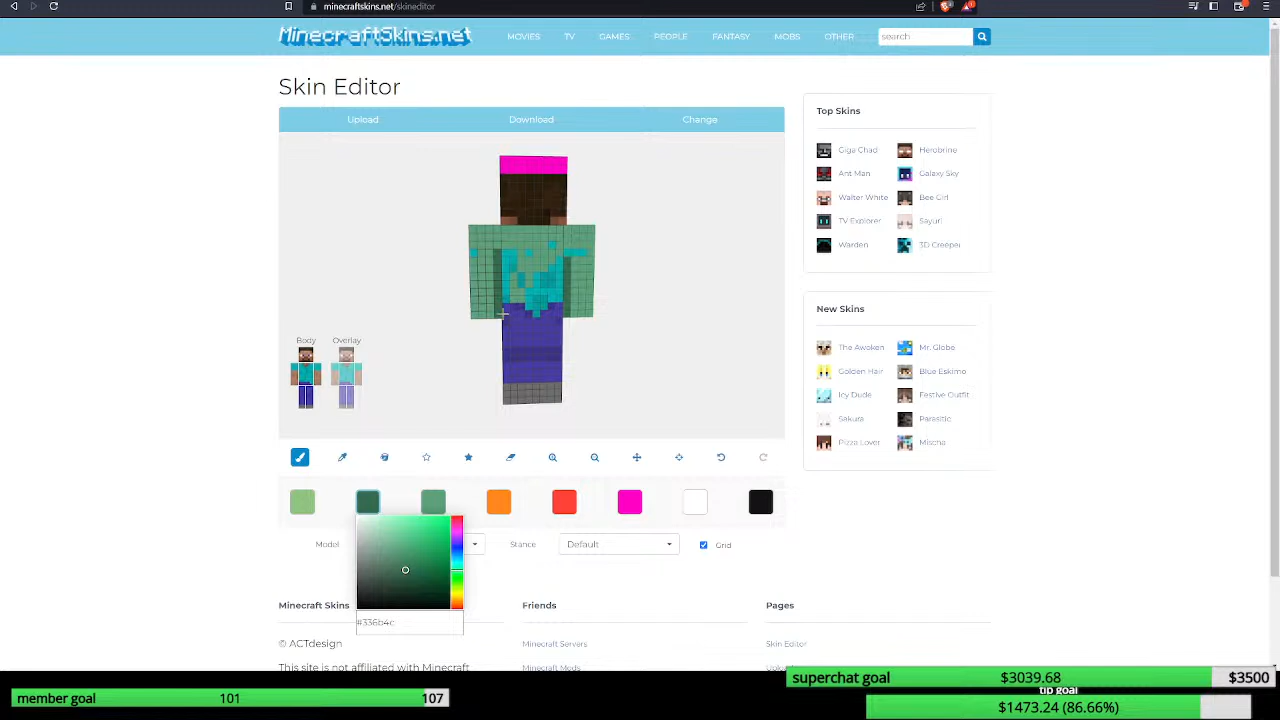 minecraftskins.net/skineditor
MinecraftSkins.net
MOVIES TV GAMES PEOPLE FANTASY MOBS OTHER
search
Skin Editor
Upload Download Change
Top Skins
Giga Chad Herobrine
Ant Man Galaxy Sky
Walter White Bee Girl
TV Explorer Sayuri
Warden 3D Creeper
New Skins
The Awoken Mr. Globe
Golden Hair Blue Eskimo
Icy Dude Festive Outfit
Sakura Parasitic
Pizza Lover Mischa
Body Overlay
Model Stance Default Grid
#336b4c
Minecraft Skins Friends Pages
© ACTdesign Minecraft Servers Skin Editor
This site is not affiliated with Minecraft Minecraft Mods
superchat goal $3039.68 $3500
member goal 101 107
tip goal
$1473.24 (86.66%)